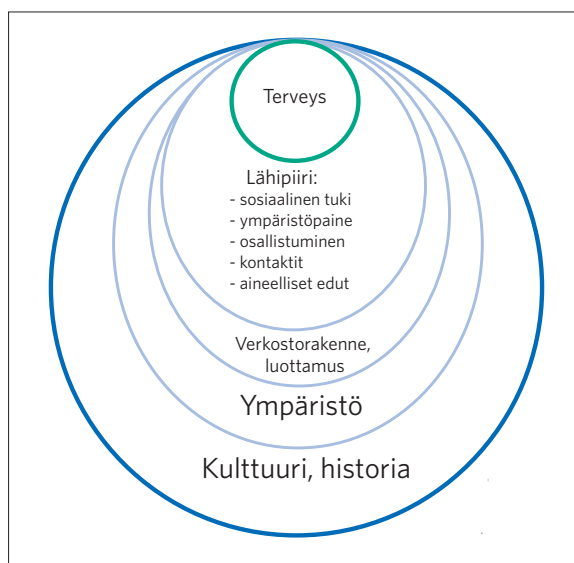 Terveys
Lähipiiri:
- sosiaalinen tuki
- ympäristöpaine
- osallistuminen
- kontaktit
- aineelliset edut
Verkostorakenne,
luottamus
Ympäristö
Kulttuuri, historia